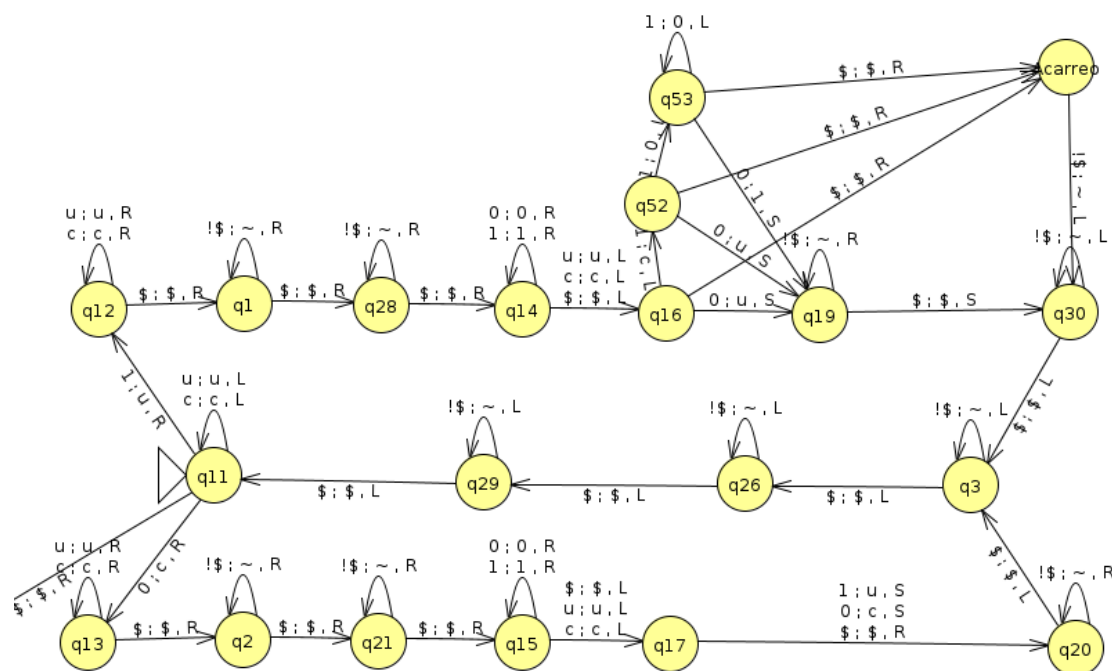 1 ; 0 , L
q53
$ ; $ , R
Acarreo
0 ; 1
$ ; $ , R
$ ; $ , R
!$ ; ~ , L
q52
0 ; 1 , S
0 ; u , S
1 ; c , L
u ; u , R
c ; c , R
!$ ; ~ , R
!$ ; ~ , R
0 ; 0 , R
1 ; 1 , R
u ; u , L
c ; c , L
$ ; $ , L
!$ ; ~ , R
!$ ; ~ , L
q12
$ ; $ , R
q1
$ ; $ , R
q28
$ ; $ , R
q14
q16
0 ; u , S
q19
$ ; $ , S
q30
1 ; u , R
u ; u , L
c ; c , L
!$ ; ~ , L
!$ ; ~ , L
!$ ; ~ , L
$ ; $ , L
q11
$ ; $ , L
q29
$ ; $ , L
q26
$ ; $ , L
q3
$ ; $ , R
0 ; c , R
u ; u , R
c ; c , R
!$ ; ~ , R
!$ ; ~ , R
0 ; 0 , R
1 ; 1 , R
$ ; $ , L
u ; u , L
c ; c , L
1 ; u , S
0 ; c , S
$ ; $ , R
$ ; $ , L
!$ ; ~ , R
q13
$ ; $ , R
q2
$ ; $ , R
q21
$ ; $ , R
q15
q17
q20